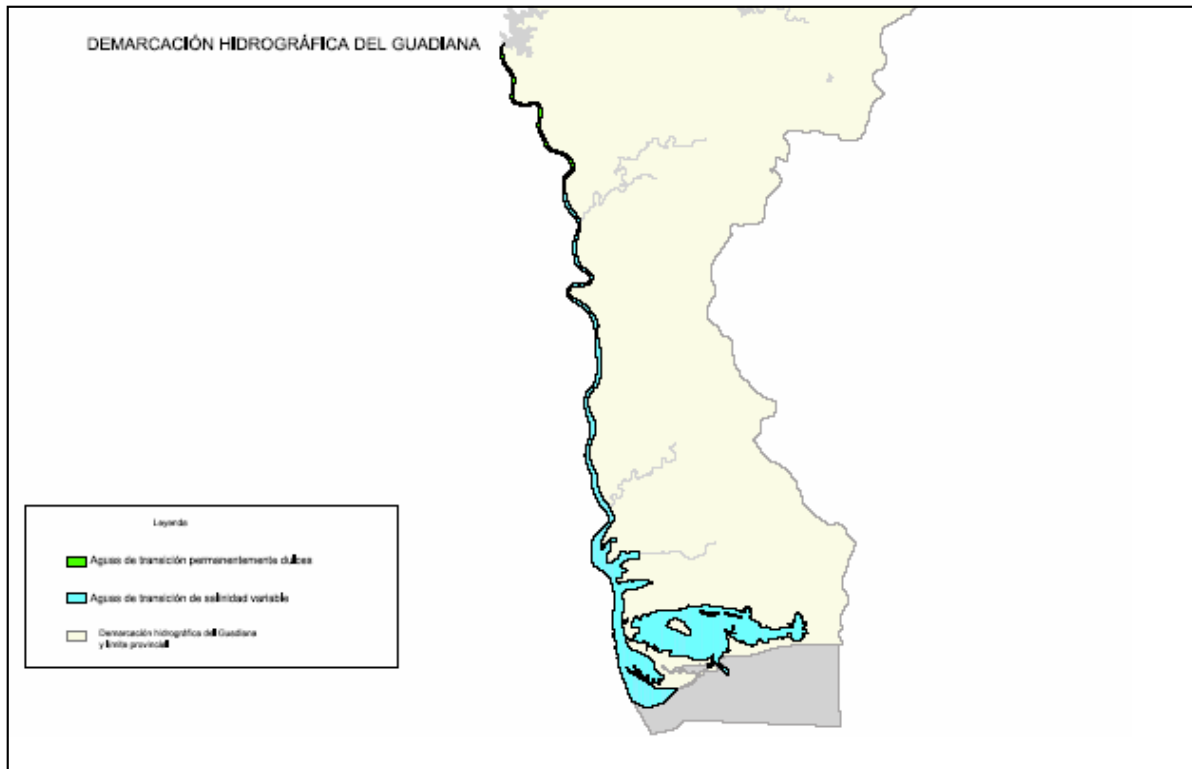 DEMARCACIÓN HIDROGRÁFICA DEL GUADIANA
Leyenda
Aguas de transición permanentemente dulces
Aguas de transición de salinidad variable
Demarcación hidrográfica del Guadiana
y límite provincial